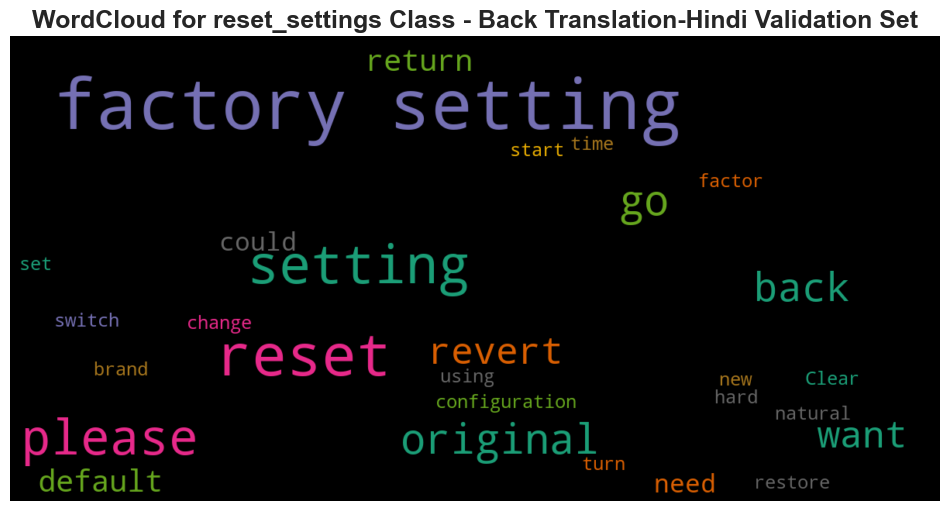 WordCloud for reset_settings Class - Back Translation-Hindi Validation Set
return
factory setting
start time
factor
go
could
setting
set
back
switch
change
reset
revert
brand
using
new
Clear
hard
configuration
natural
please
original
want
turn
default
need
restore